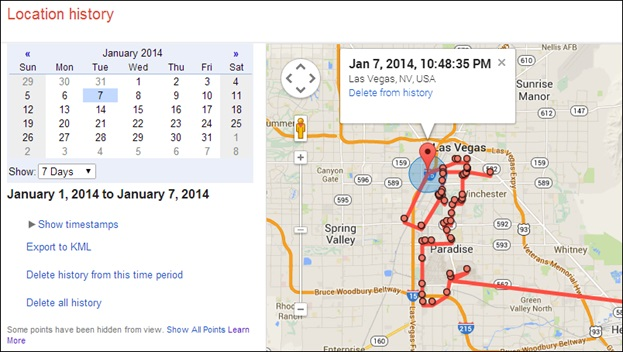 Location history
« January 2014 »
Sun Mon Tue Wed Thu Fri Sat
29 30 31 1 2 3 4
5 6 7 8 9 10 11
12 13 14 15 16 17 18
19 20 21 22 23 24 25
26 27 28 29 30 31 1
2 3 4 5 6 7 8
Show: 7 Days
January 1, 2014 to January 7, 2014
Show timestamps
Export to KML
Delete history from this time period
Delete all history
Some points have been hidden from view. Show All Points Learn
More
Jan 7, 2014, 10:48:35 PM ×
Las Vegas, NV, USA
Delete from history
Nellis AFB
Sunrise
Manor
Las Vegas
Canyon
Gate
159
589
159
Winchester
592
Spring
Valley
593
Paradise
Whitney
Bruce Woodbury Beltway
15
215
Green Valley
North
Veterans Memorial Hwy